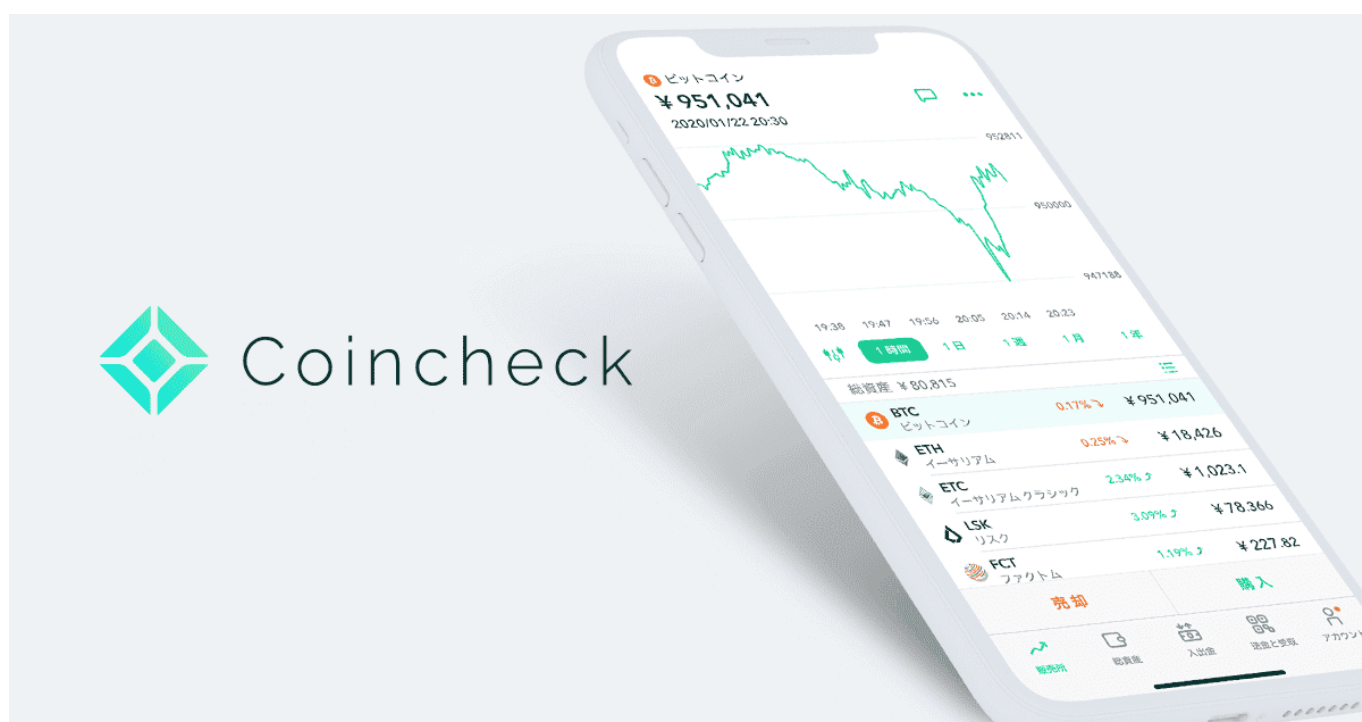 Coincheck
ビットコイン
¥951,041
2020/01/22 20:30
952811
950000
947188
19:38 19:47 19:56 20:05 20:14 20:23
1時間 1日 1週 1月 1年
総資産 ¥80,815
BTC 0.17% ¥951,041
ビットコイン
ETH 0.25% ¥18,426
イーサリアム
ETC 2.34% ¥1,023.1
イーサリアムクラシック
LSK 3.09% ¥78.366
リスク
FCT 1.19% ¥227.82
ファクトム
売却 購入
販売所 総資産 入出金 送金と受取 アカウント